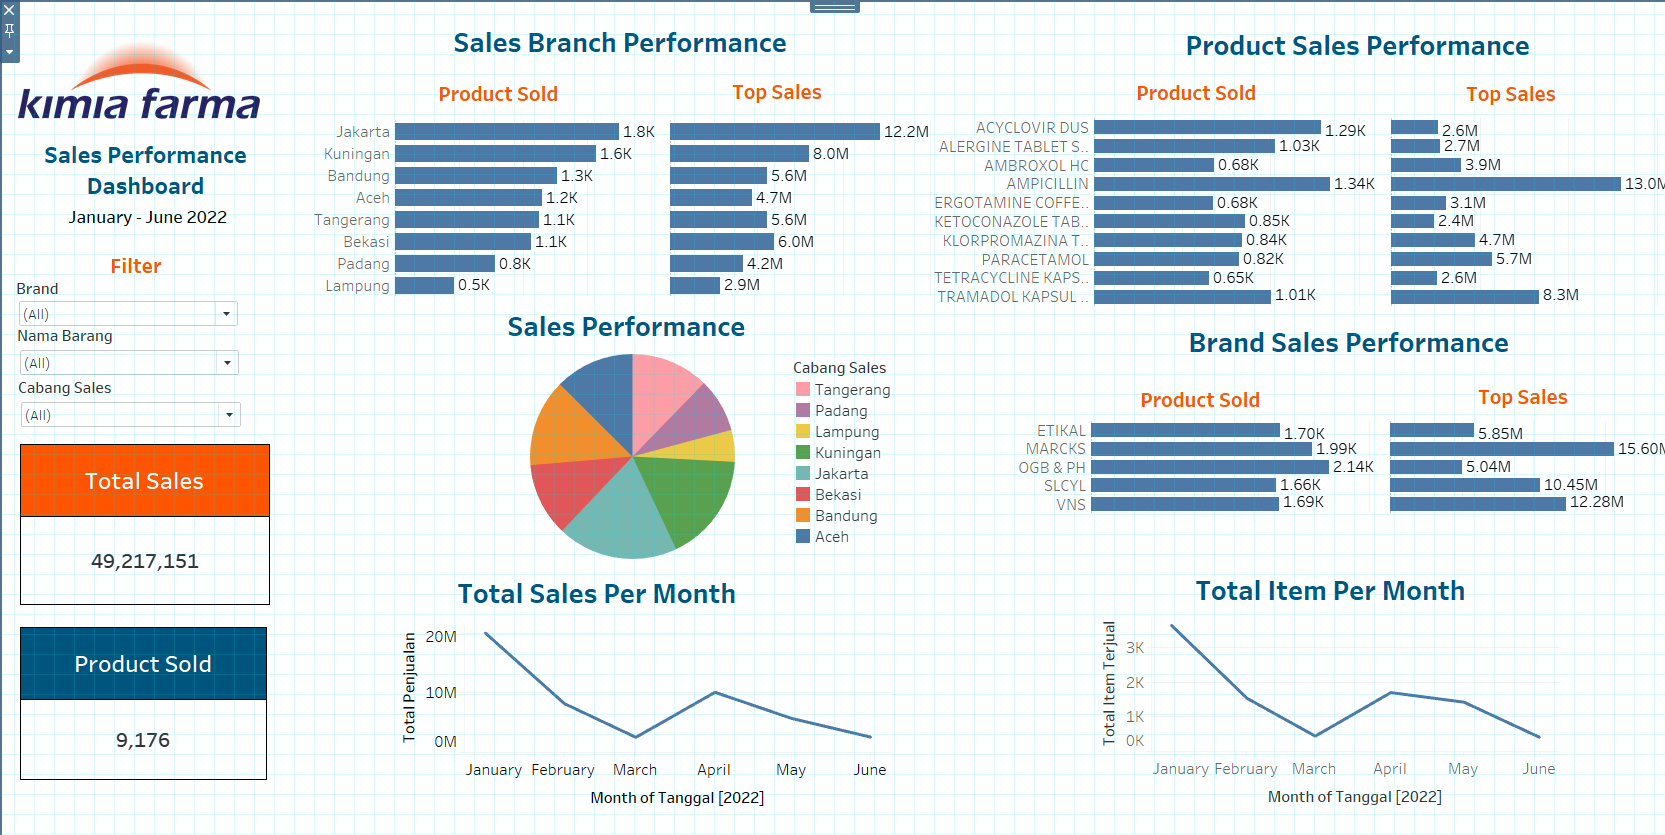 kimia farma
Sales Performance
Dashboard
January - June 2022
Filter
Brand
(All)
Nama Barang
(All)
Cabang Sales
(All)
Total Sales
49,217,151
Product Sold
9,176
Sales Branch Performance
Product Sold
Top Sales
Jakarta 1.8K 12.2M
Kuningan 1.6K 8.0M
Bandung 1.3K 5.6M
Aceh 1.2K 4.7M
Tangerang 1.1K 5.6M
Bekasi 1.1K 6.0M
Padang 0.8K 4.2M
Lampung 0.5K 2.9M
Sales Performance
Cabang Sales
Tangerang
Padang
Lampung
Kuningan
Jakarta
Bekasi
Bandung
Aceh
Total Sales Per Month
Total Penjualan
20M
10M
0M
January February March April May June
Month of Tanggal [2022]
Product Sales Performance
Product Sold
Top Sales
ACYCLOVIR DUS 1.29K 2.6M
ALERGINE TABLET S.. 1.03K 2.7M
AMBROXOL HC 0.68K 3.9M
AMPICILLIN 1.34K 13.0M
ERGOTAMINE COFFE.. 0.68K 3.1M
KETOCONAZOLE TAB.. 0.85K 2.4M
KLORPROMAZINA T.. 0.84K 4.7M
PARACETAMOL 0.82K 5.7M
TETRACYCLINE KAPS.. 0.65K 2.6M
TRAMADOL KAPSUL .. 1.01K 8.3M
Brand Sales Performance
Product Sold
Top Sales
ETIKAL 1.70K 5.85M
MARCKS 1.99K 15.60M
OGB & PH 2.14K 5.04M
SLCYL 1.66K 10.45M
VNS 1.69K 12.28M
Total Item Per Month
Total Item Terjual
3K
2K
1K
0K
January February March April May June
Month of Tanggal [2022]